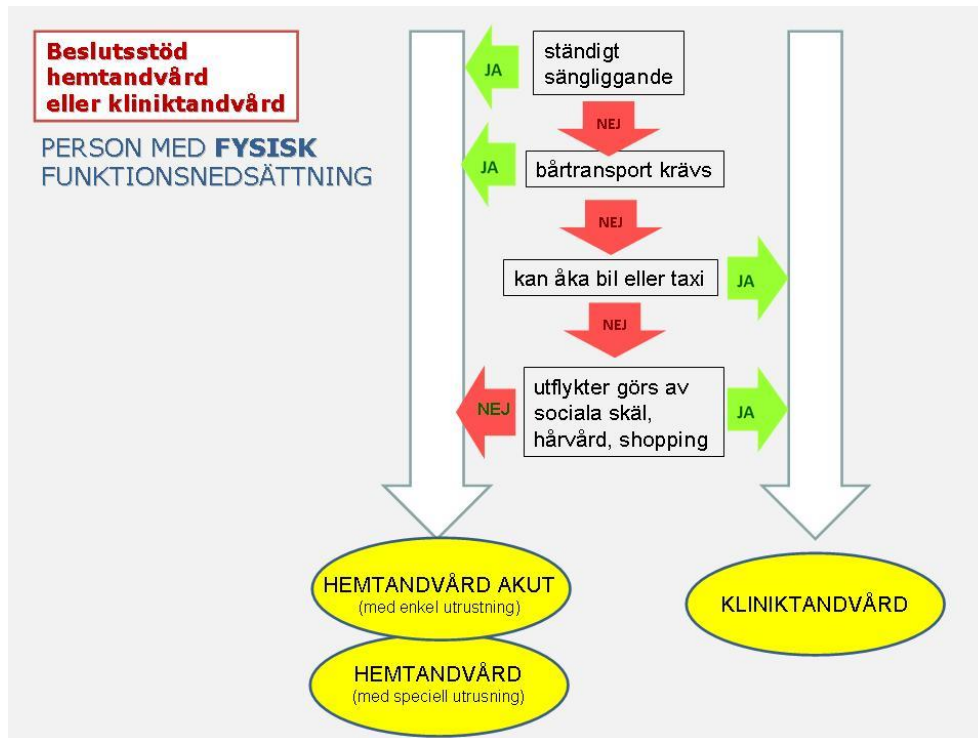 Beslutsstöd
hemtandvård
eller kliniktandvård
PERSON MED FYSISK
FUNKTIONSNEDSÄTTNING
JA
ständigt
sängliggande
NEJ
JA
bårtransport krävs
NEJ
kan åka bil eller taxi
JA
NEJ
NEJ
utflykter görs av
sociala skäl,
hårvård, shopping
JA
HEMTANDVÅRD AKUT
(med enkel utrustning)
HEMTANDVÅRD
(med speciell utrusning)
KLINIKTANDVÅRD